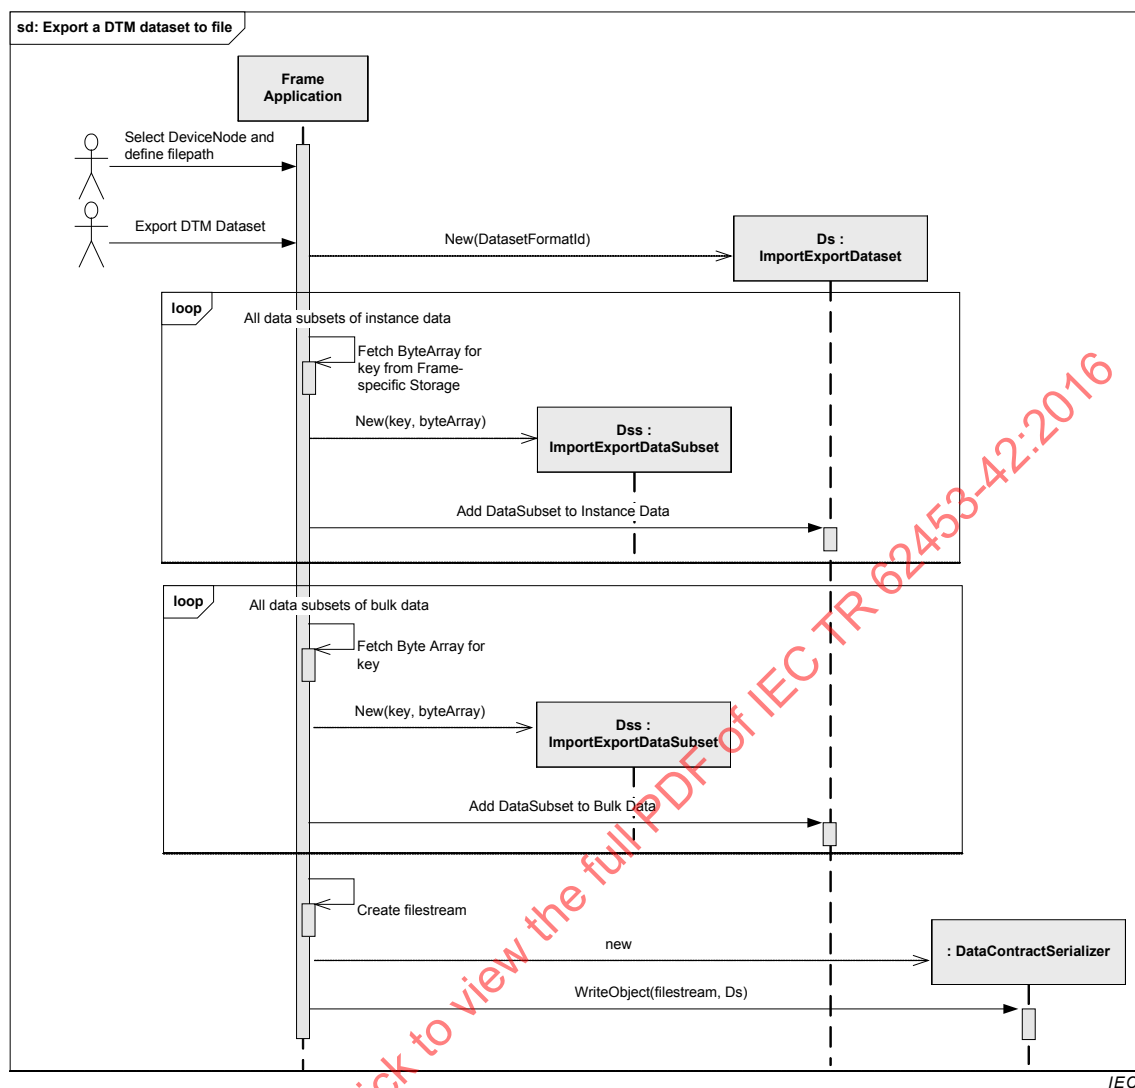 sd: Export a DTM dataset to file
Frame
Application
Select DeviceNode and
define filepath
Export DTM Dataset
New(DatasetFormatId)
Ds :
ImportExportDataset
loop
All data subsets of instance data
Fetch ByteArray for
key from Frame-
specific Storage
New(key, byteArray)
Dss :
ImportExportDataSubset
Add DataSubset to Instance Data
loop
All data subsets of bulk data
Fetch Byte Array for
key
New(key, byteArray)
Dss :
ImportExportDataSubset
Add DataSubset to Bulk Data
Create filestream
new
: DataContractSerializer
WriteObject(filestream, Ds)
IEC
ick to view the full PDF of IEC TR 62453-42:2016